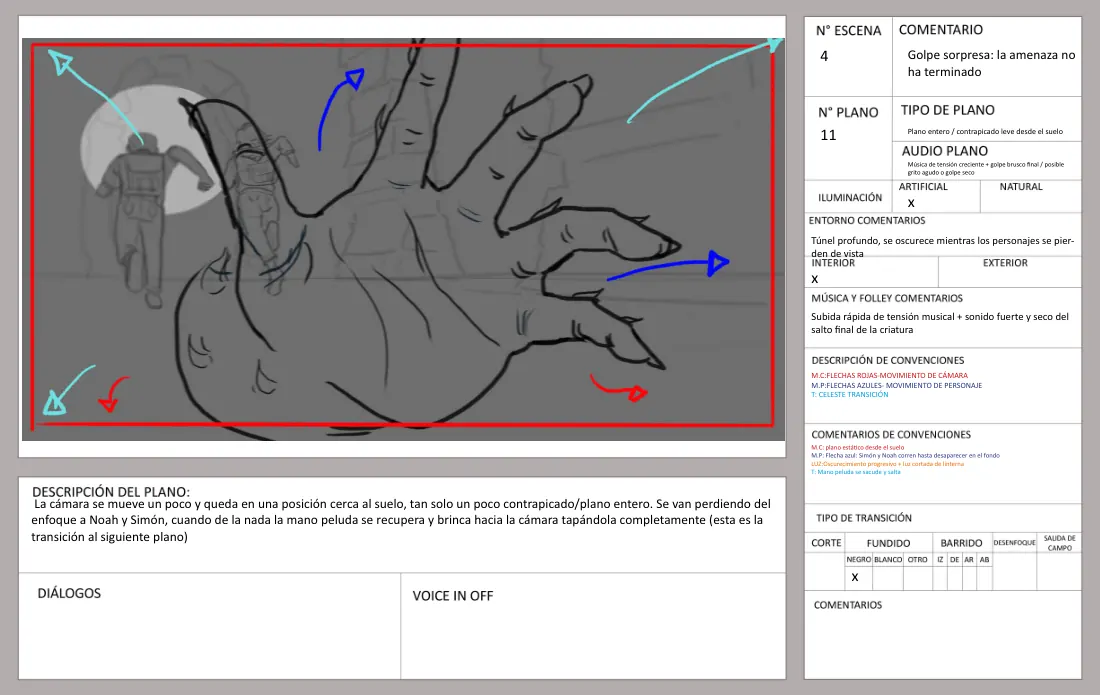 N° ESCENA
4
COMENTARIO
Golpe sorpresa: la amenaza no
ha terminado
N° PLANO
11
TIPO DE PLANO
Plano entero / contrapicado leve desde el suelo
AUDIO PLANO
Música de tensión creciente + golpe brusco final / posible
grito agudo o golpe seco
ILUMINACIÓN
ARTIFICIAL
X
NATURAL
ENTORNO COMENTARIOS
Túnel profundo, se oscurece mientras los personajes se pier-
den de vista
INTERIOR
X
EXTERIOR
MÚSICA Y FOLLEY COMENTARIOS
Subida rápida de tensión musical + sonido fuerte y seco del
salto final de la criatura
DESCRIPCIÓN DE CONVENCIONES
M.C:FLECHAS ROJAS-MOVIMIENTO DE CÁMARA
M.P:FLECHAS AZULES- MOVIMIENTO DE PERSONAJE
T: CELESTE TRANSICIÓN
COMENTARIOS DE CONVENCIONES
M.C: plano estático desde el suelo
M.P: Flecha azul: Simón y Noah corren hasta desaparecer en el fondo
LUZ:Oscurecimiento progresivo + luz cortada de linterna
T: Mano peluda se sacude y salta
TIPO DE TRANSICIÓN
CORTE
FUNDIDO
BARRIDO
DESENFOQUE
SALIDA DE
CAMPO
NEGRO BLANCO OTRO IZ DE AR AB
X
COMENTARIOS
DESCRIPCIÓN DEL PLANO:
La cámara se mueve un poco y queda en una posición cerca al suelo, tan solo un poco contrapicado/plano entero. Se van perdiendo del
enfoque a Noah y Simón, cuando de la nada la mano peluda se recupera y brinca hacia la cámara tapándola completamente (esta es la
transición al siguiente plano)
DIÁLOGOS
VOICE IN OFF